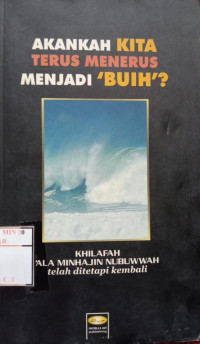 AKANKAH KITA
TERUS MENERUS
MENJADI 'BUIH'?
KHILAFAH
'ALA MINHAJIN NUBUWWAH
telah ditetapi kembali